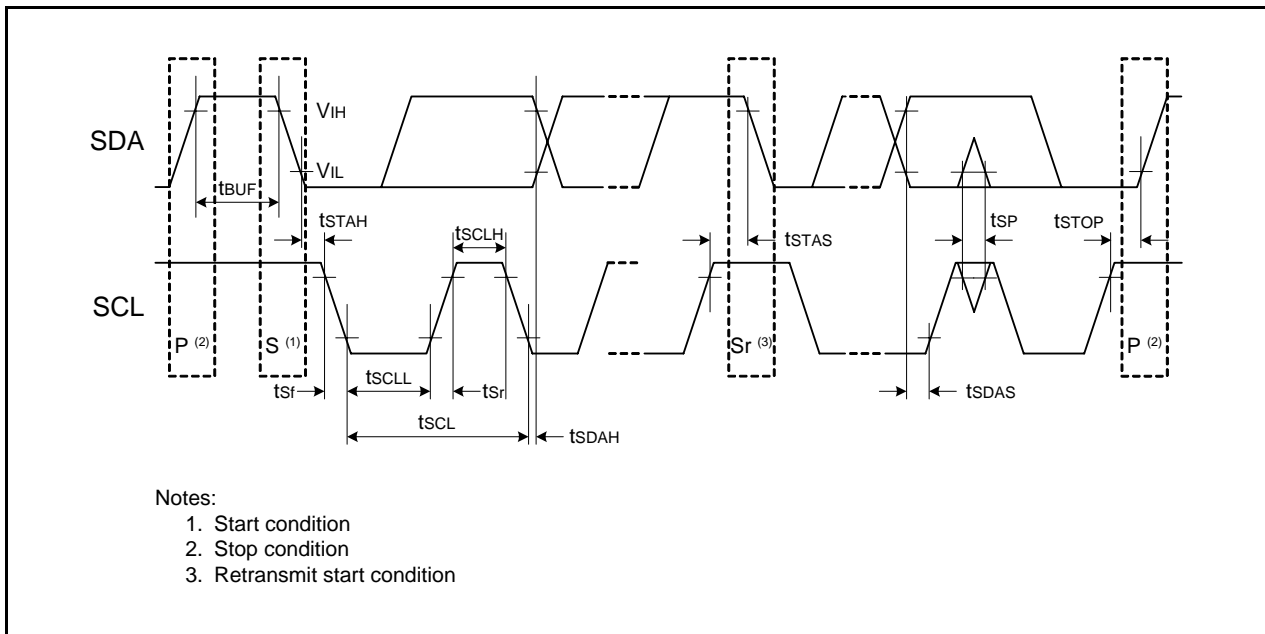 SDA
VIH
VIL
tBUF
tSTAH
tSCLH
tSTAS
tSP
tSTOP
SCL
P (2)
S (1)
Sr (3)
P (2)
tSf
tSCLL
tSr
tSDAS
tSCL
tSDAH
Notes:
1. Start condition
2. Stop condition
3. Retransmit start condition